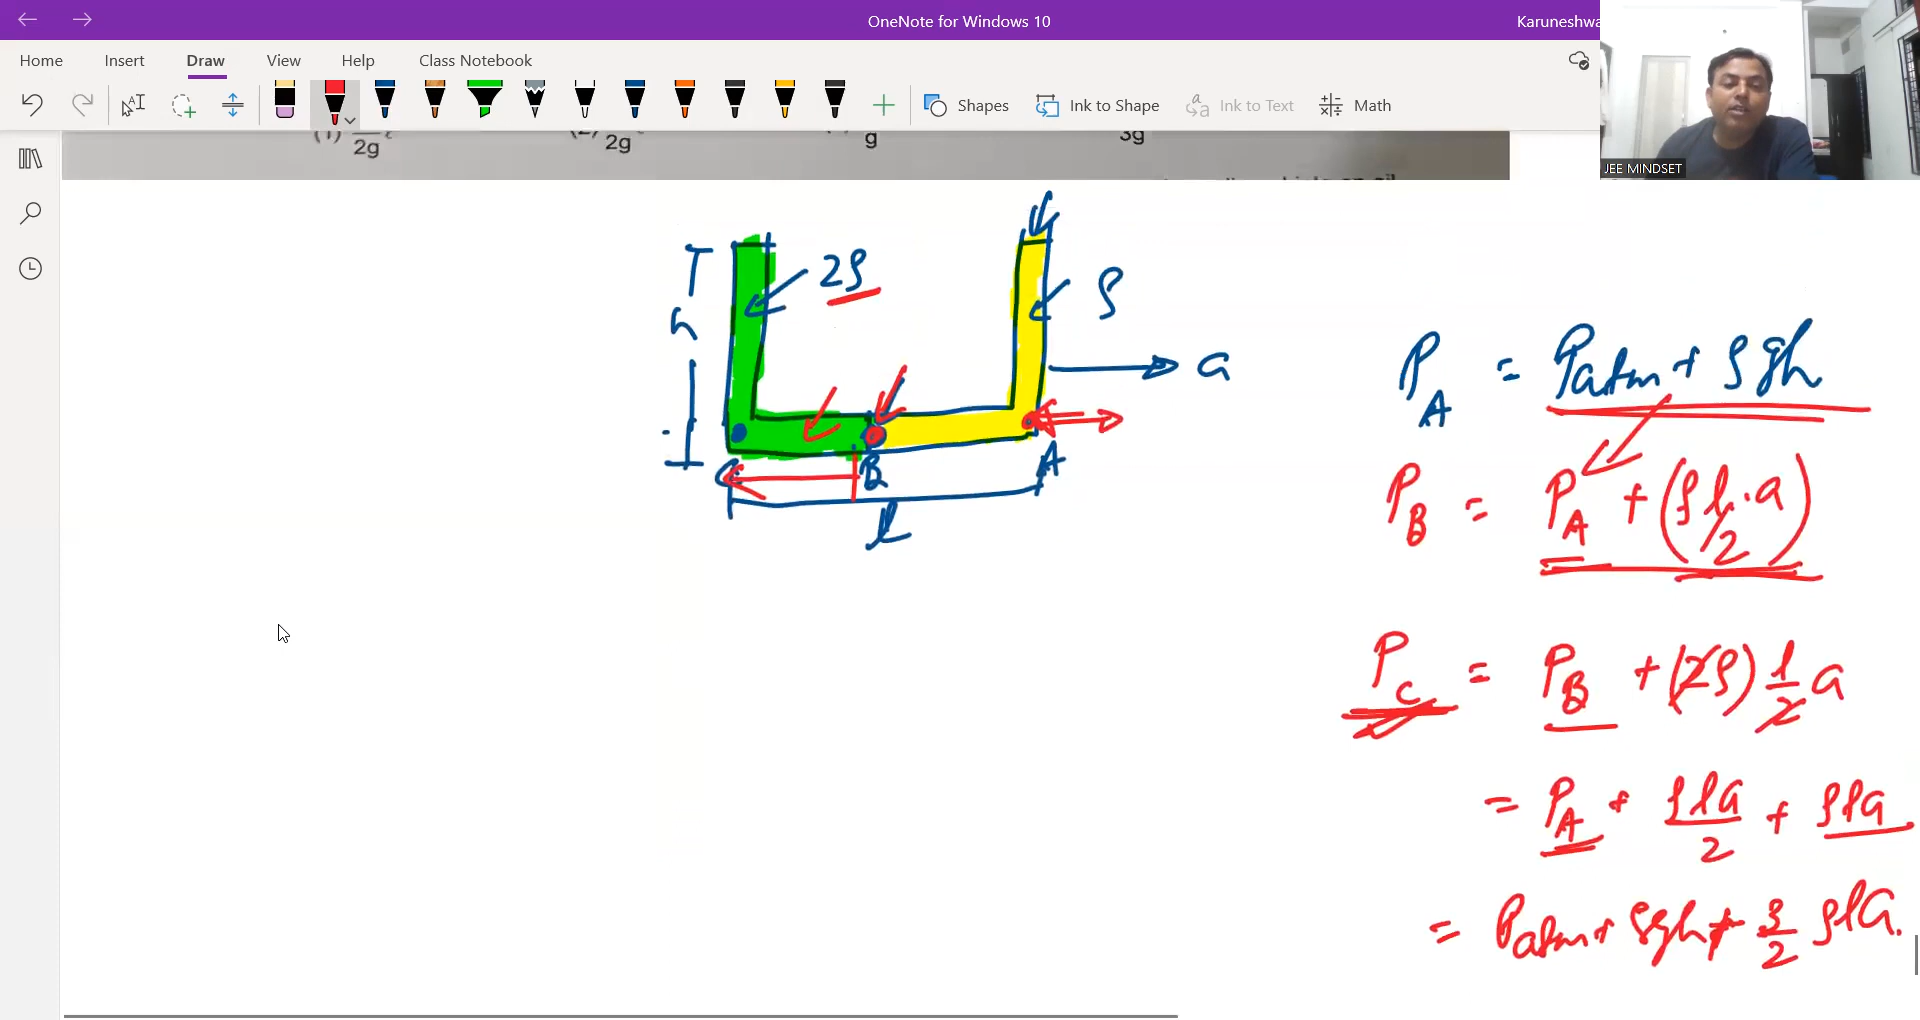 OneNote for Windows 10
Karuneshwa
Home Insert Draw View Help Class Notebook
Shapes Ink to Shape Ink to Text Math
JEE MINDSET
(1) 2g
2g
g
3g
h
2ρ
ρ
a
C B A
l
P_A = P_atm + ρgh
P_B = P_A + (ρ l/2 . a)
P_C = P_B + (2ρ) l/2 a
= P_A + ρla/2 + ρla
= P_atm + ρgh + 3/2 ρla.